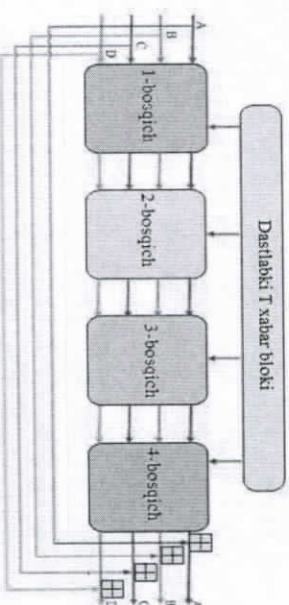 Dastlabki T xabar bloki
A
B
C
D
1-bosqich
2-bosqich
3-bosqich
4-bosqich
A
B
C